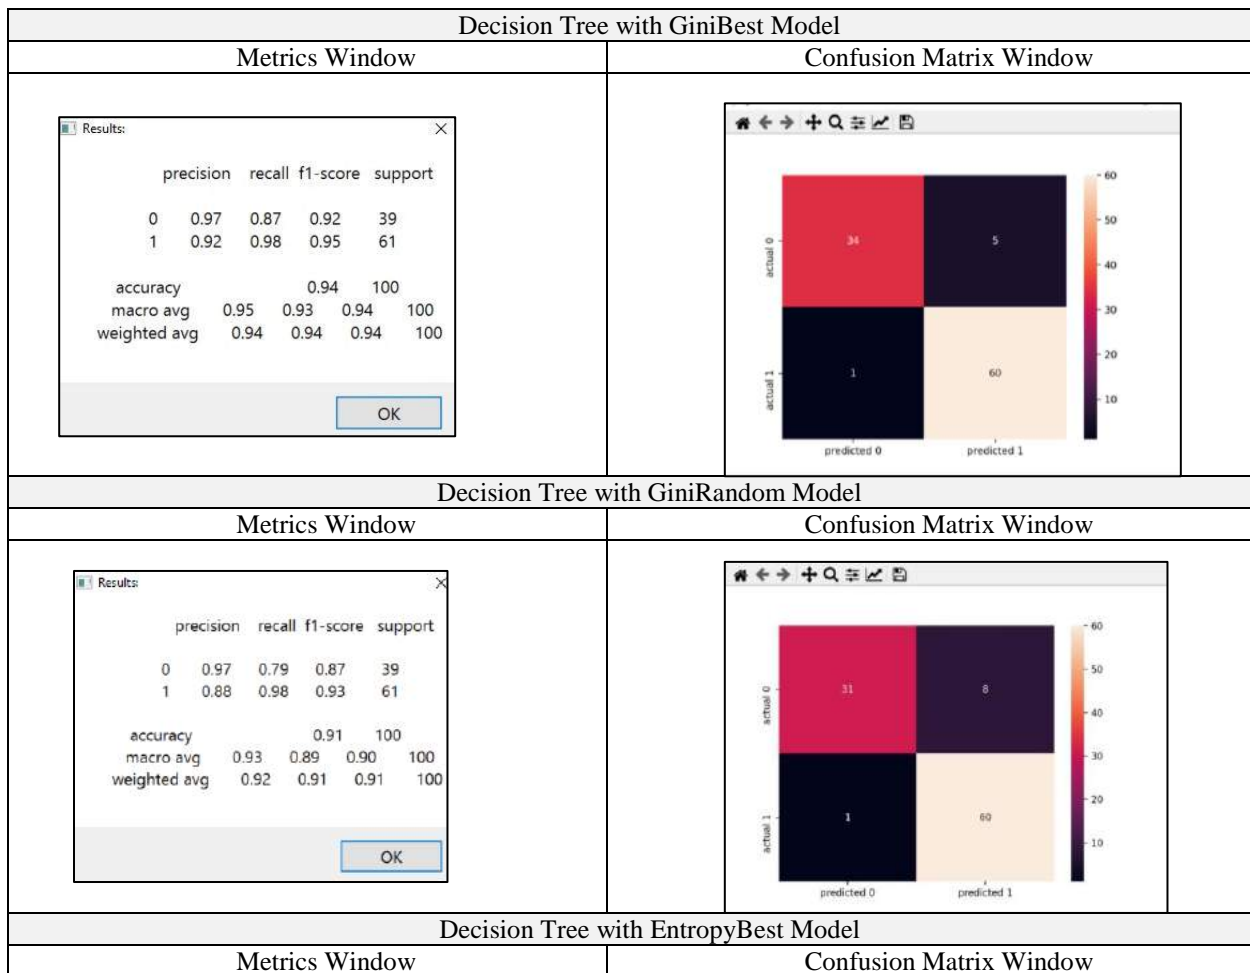 Decision Tree with GiniBest Model
Metrics Window Confusion Matrix Window
Results:
precision recall f1-score support
0 0.97 0.87 0.92 39
1 0.92 0.98 0.95 61
accuracy 0.94 100
macro avg 0.95 0.93 0.94 100
weighted avg 0.94 0.94 0.94 100
OK
60
50
40
30
20
10
actual 0
34 5
actual 1
1 60
predicted 0 predicted 1
Decision Tree with GiniRandom Model
Metrics Window Confusion Matrix Window
Results:
precision recall f1-score support
0 0.97 0.79 0.87 39
1 0.88 0.98 0.93 61
accuracy 0.91 100
macro avg 0.93 0.89 0.90 100
weighted avg 0.92 0.91 0.91 100
OK
60
50
40
30
20
10
actual 0
31 8
actual 1
1 60
predicted 0 predicted 1
Decision Tree with EntropyBest Model
Metrics Window Confusion Matrix Window